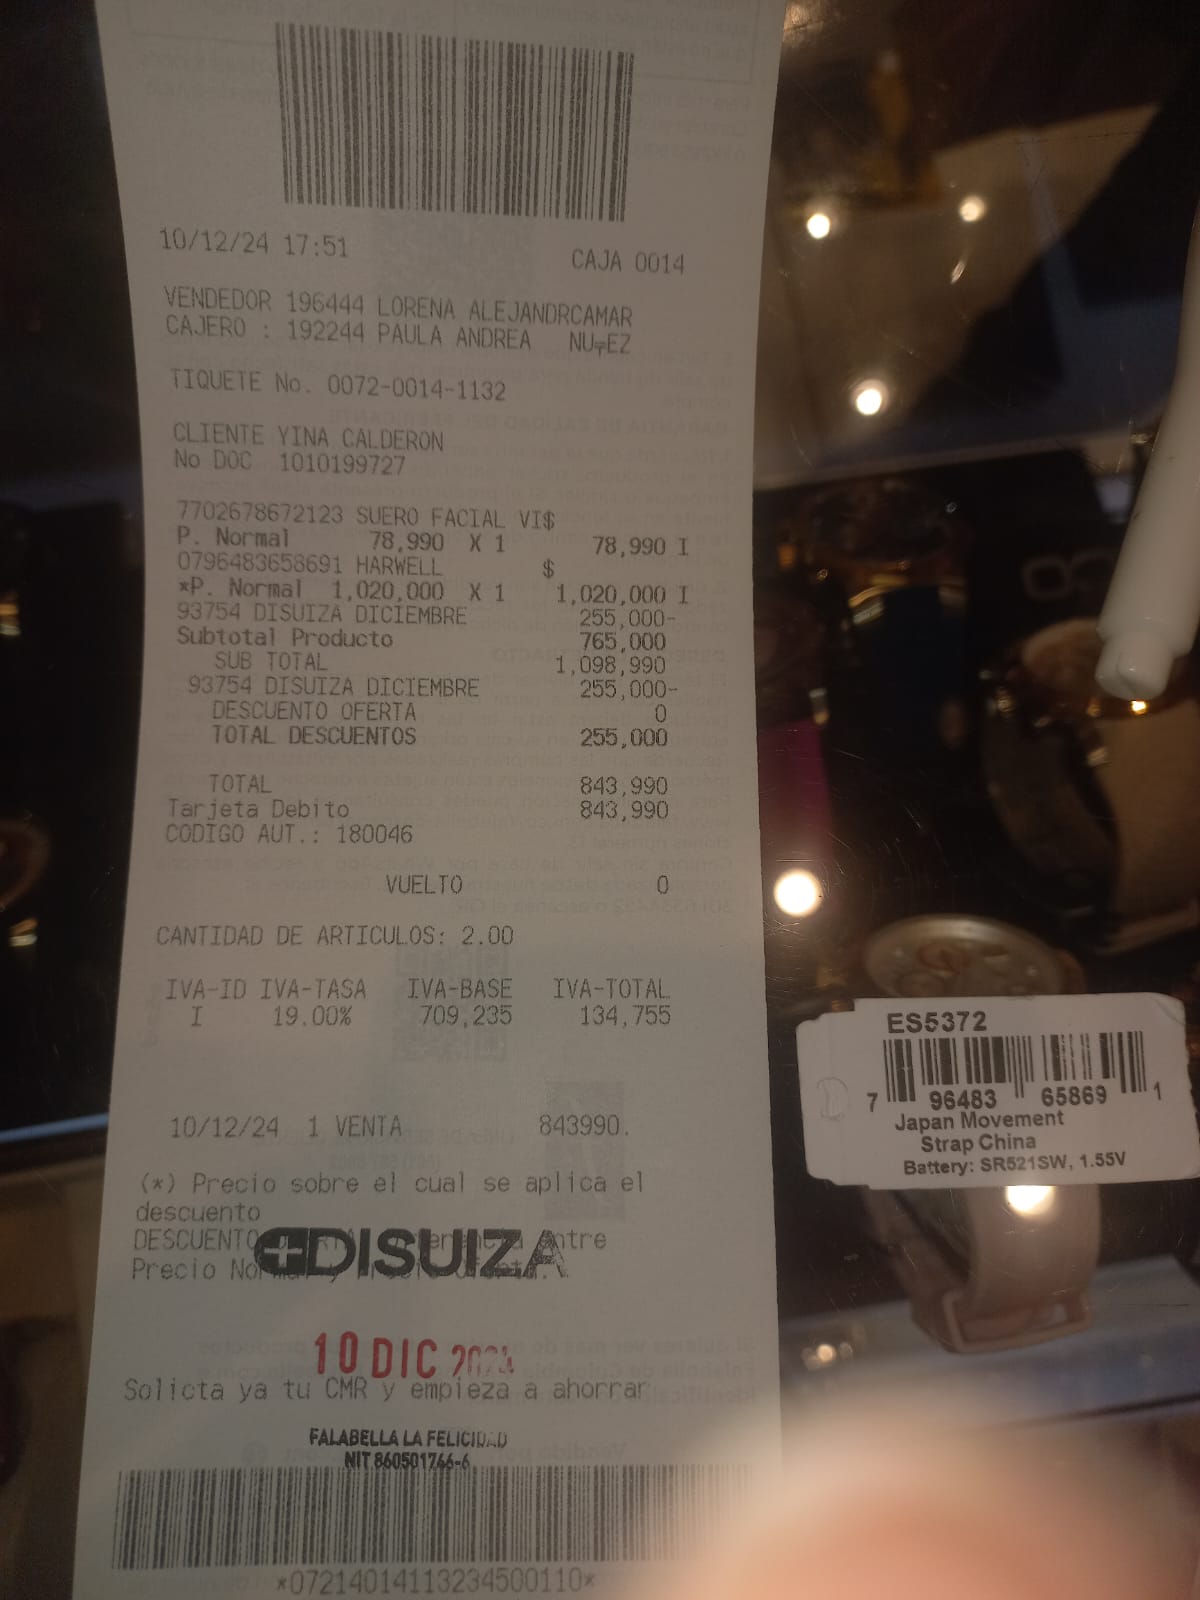 10/12/24 17:51 CAJA 0014
VENDEDOR 196444 LORENA ALEJANDRCAMAR
CAJERO : 192244 PAULA ANDREA NU┬EZ
TIQUETE No. 0072-0014-1132
CLIENTE YINA CALDERON
No DOC 1010199727
7702678672123 SUERO FACIAL VI$
P. Normal 78,990 X 1 78,990 I
0796483658691 HARWELL $
*P. Normal 1,020,000 X 1 1,020,000 I
93754 DISUIZA DICIEMBRE 255,000-
Subtotal Producto 765,000
SUB TOTAL 1,098,990
93754 DISUIZA DICIEMBRE 255,000-
DESCUENTO OFERTA 0
TOTAL DESCUENTOS 255,000
TOTAL 843,990
Tarjeta Debito 843,990
CODIGO AUT.: 180046
VUELTO 0
CANTIDAD DE ARTICULOS: 2.00
IVA-ID IVA-TASA IVA-BASE IVA-TOTAL
I 19.00% 709,235 134,755
10/12/24 1 VENTA 843990.
(*) Precio sobre el cual se aplica el
descuento
DESCUENTO entre
Precio
DISUIZA
10 DIC 2024
Solicta ya tu CMR y empieza a ahorrar
FALABELLA LA FELICIDAD
NIT 860501766-6
*072140141132345001​10*
ES5372
7 96483 65869 1
Japan Movement
Strap China
Battery: SR521SW, 1.55V